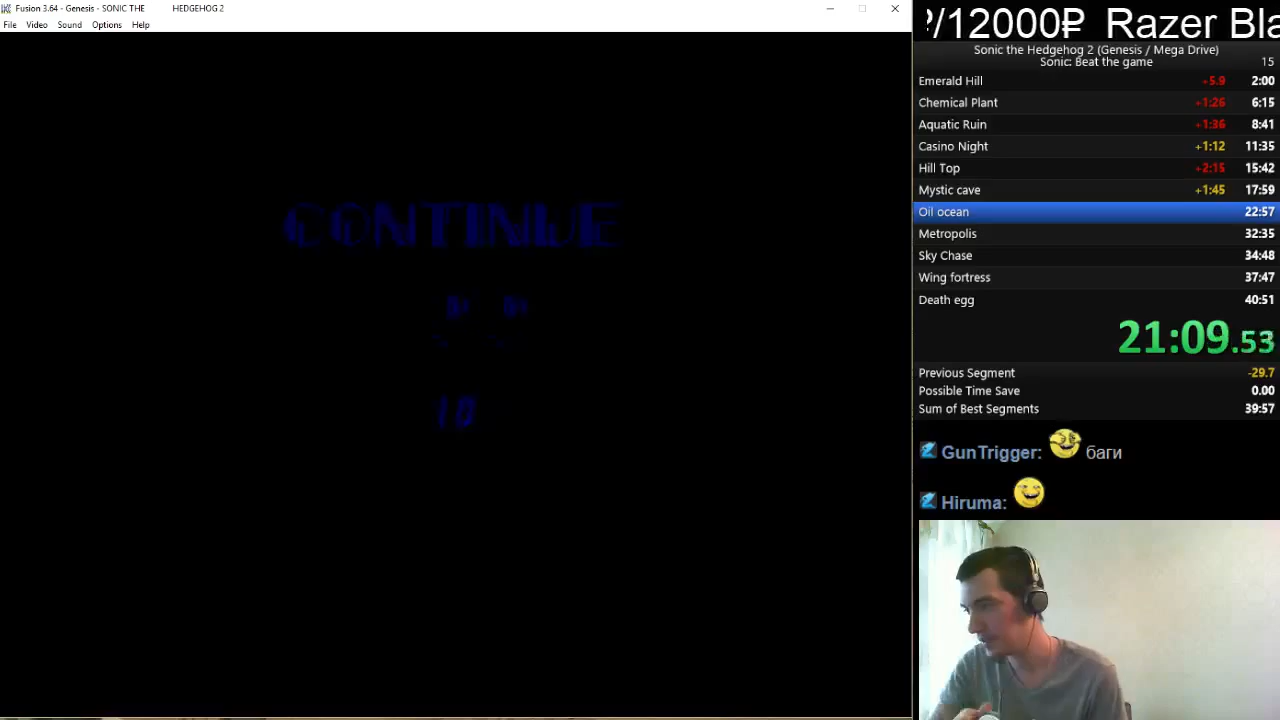 Fusion 3.64 - Genesis - SONIC THE HEDGEHOG 2
File Video Sound Options Help
CONTINUE
10
/12000₽ Razer Bla
Sonic the Hedgehog 2 (Genesis / Mega Drive)
Sonic: Beat the game 15
Emerald Hill +5.9 2:00
Chemical Plant +1:26 6:15
Aquatic Ruin +1:36 8:41
Casino Night +1:12 11:35
Hill Top +2:15 15:42
Mystic cave +1:45 17:59
Oil ocean 22:57
Metropolis 32:35
Sky Chase 34:48
Wing fortress 37:47
Death egg 40:51
21:09.53
Previous Segment -29.7
Possible Time Save 0.00
Sum of Best Segments 39:57
GunTrigger: баги
Hiruma: